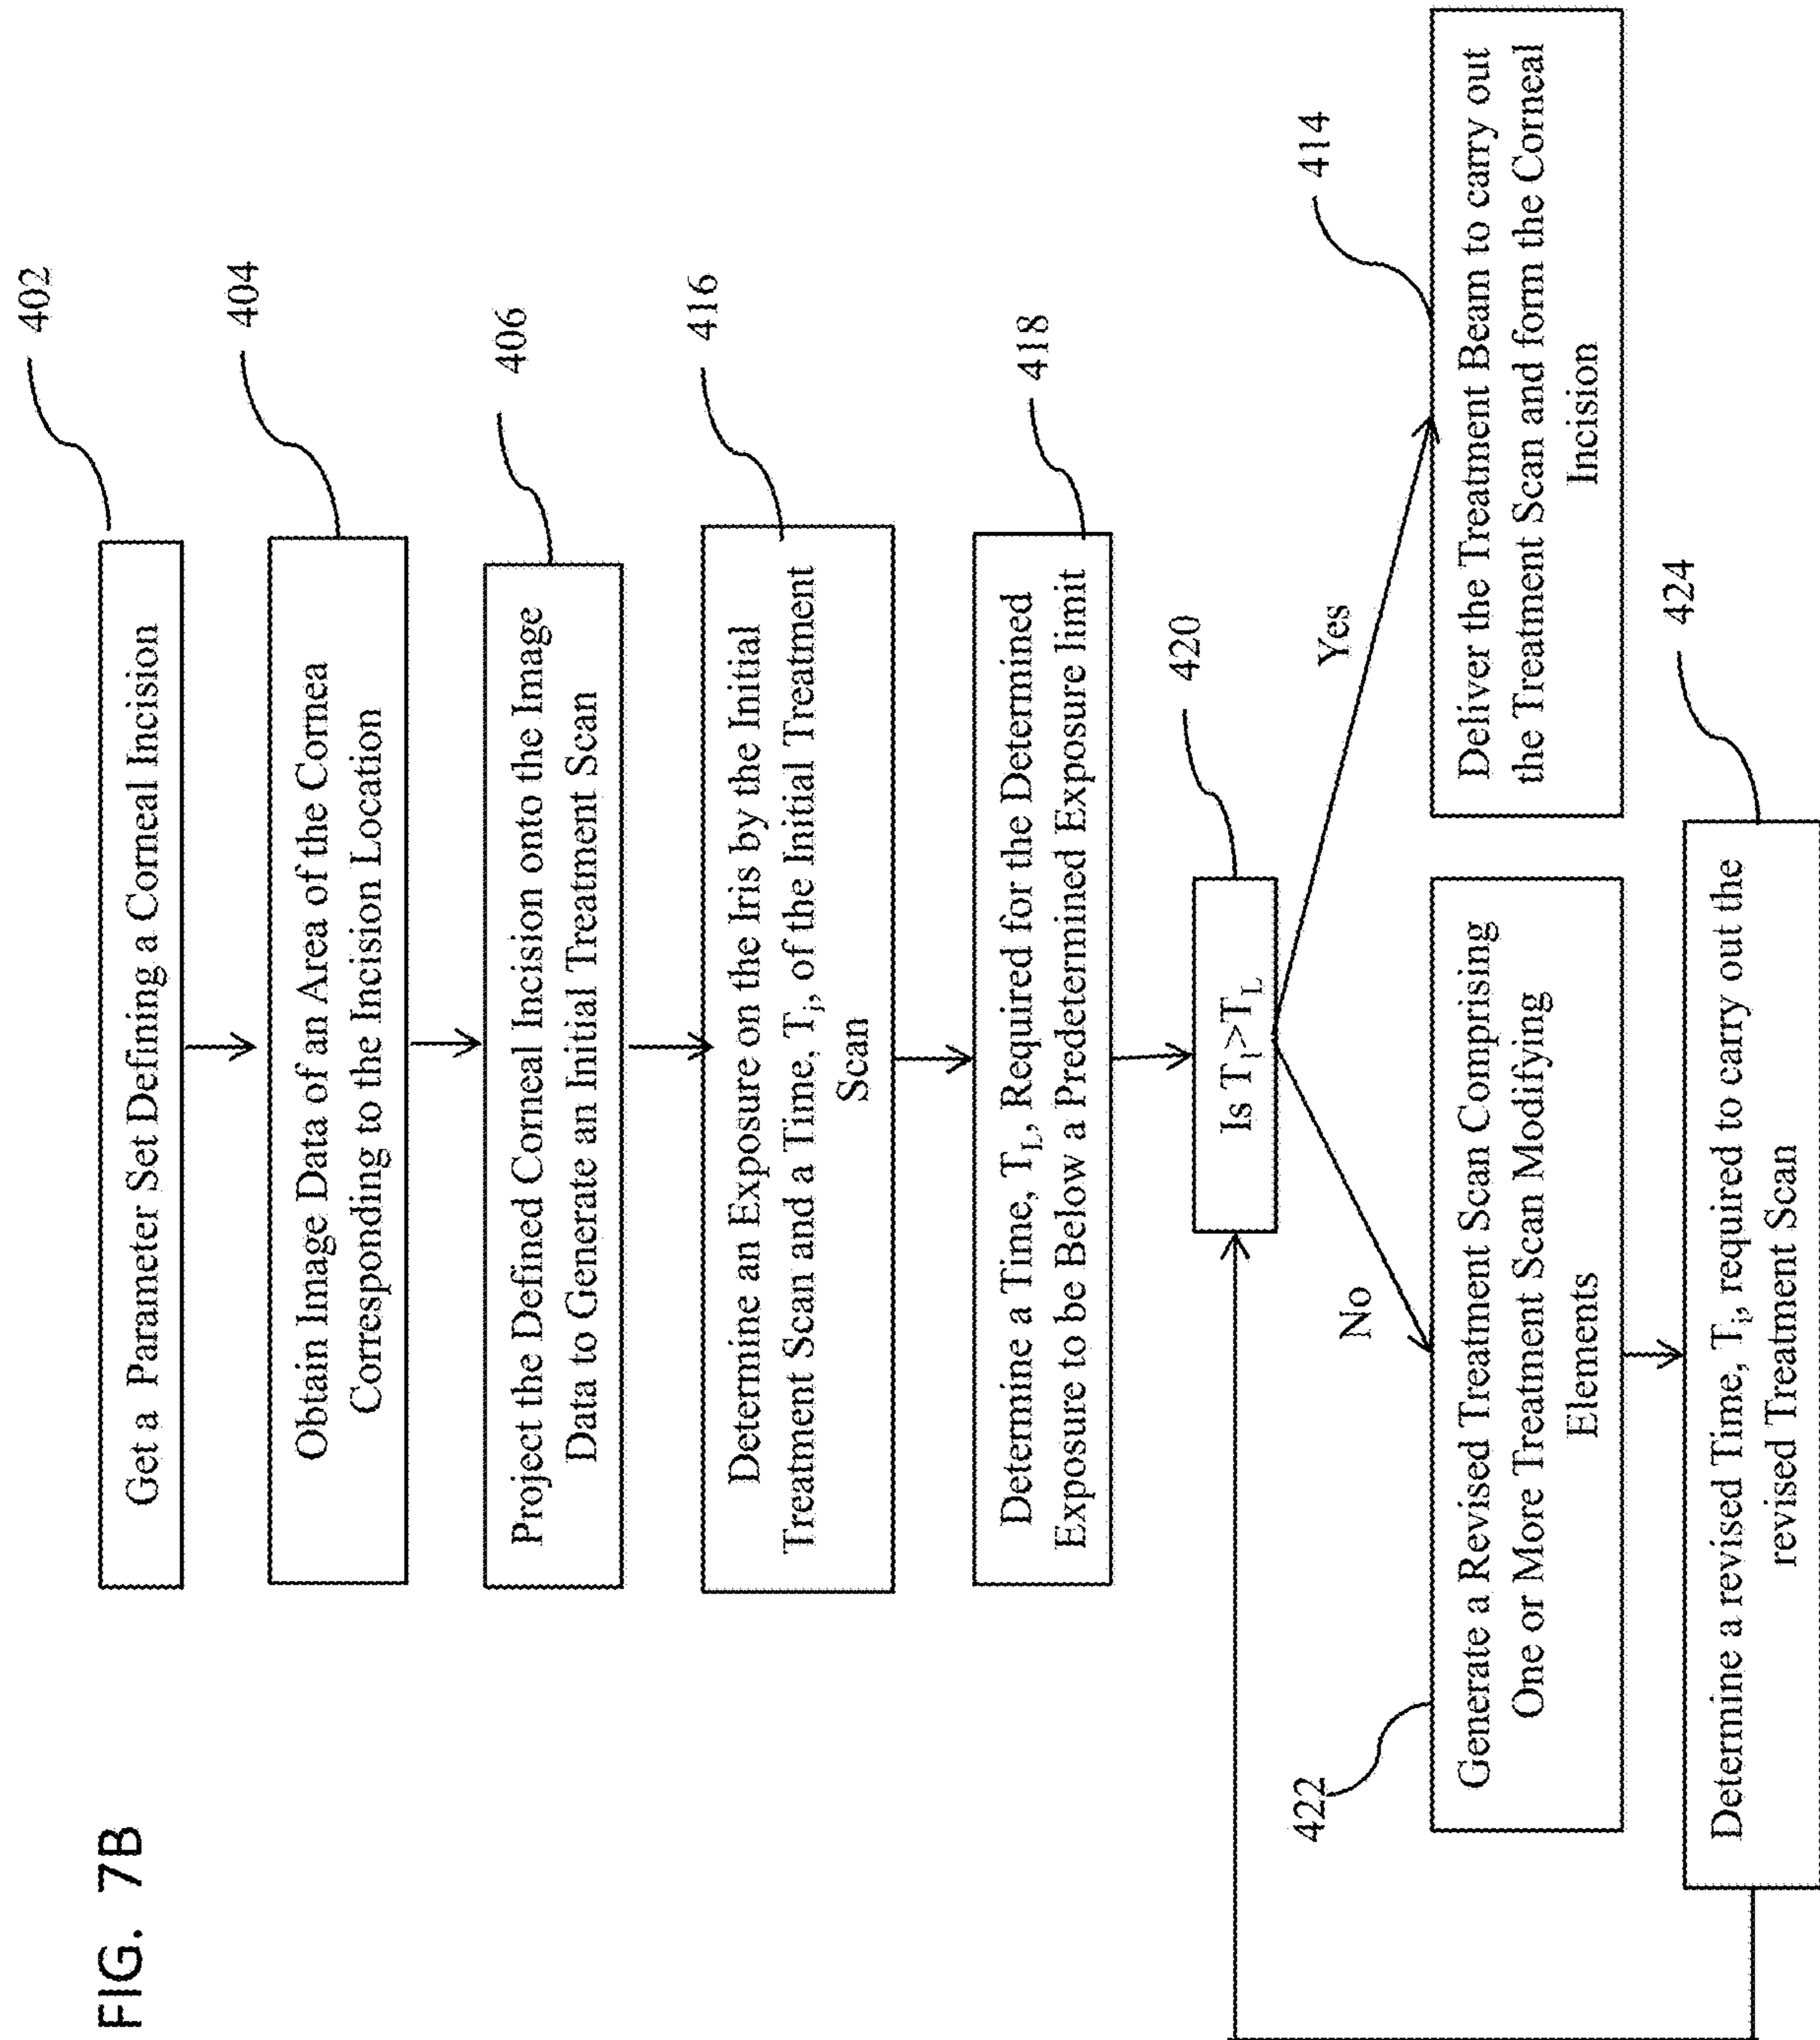 FIG. 7B
402
Get a Parameter Set Defining a Corneal Incision
404
Obtain Image Data of an Area of the Cornea
Corresponding to the Incision Location
406
Project the Defined Corneal Incision onto the Image
Data to Generate an Initial Treatment Scan
416
Determine an Exposure on the Iris by the Initial
Treatment Scan and a Time, Ti, of the Initial Treatment
Scan
418
Determine a Time, TL, Required for the Determined
Exposure to be Below a Predetermined Exposure limit
420
Is Ti>TL
No
Yes
422
Generate a Revised Treatment Scan Comprising
One or More Treatment Scan Modifying
Elements
414
Deliver the Treatment Beam to carry out
the Treatment Scan and form the Corneal
Incision
424
Determine a revised Time, Ti, required to carry out the
revised Treatment Scan